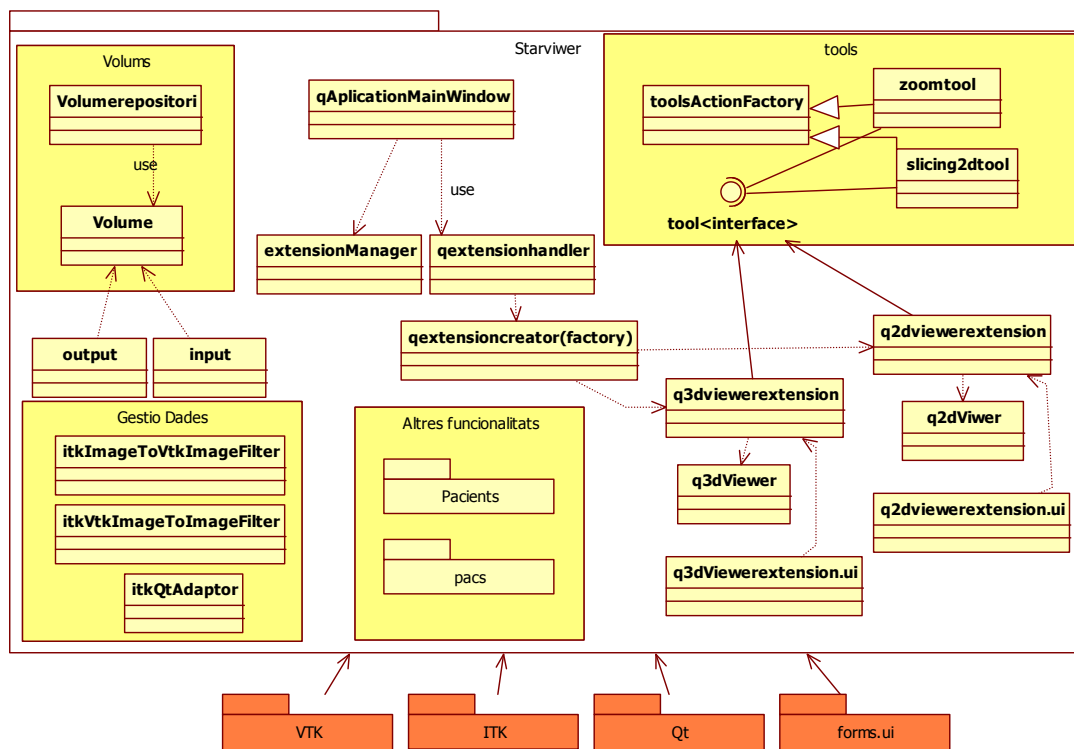 Starviwer
Volums
Volumerepositori
use
Volume
output
input
qAplicationMainWindow
use
extionManager
qextensionhandler
qextensioncreator(factory)
tools
toolsActionFactory
zoomtool
slicing2dtool
tool<interface>
q2dviewerextension
q3dviewerextension
q2dViwer
q3dViewer
q2dviewerextension.ui
q3dViewerextension.ui
Gestio Dades
itkImageToVtkImageFilter
itkVtkImageToImageFilter
itkQtAdaptor
Altres funcionalitats
Pacients
pacs
VTK
ITK
Qt
forms.ui